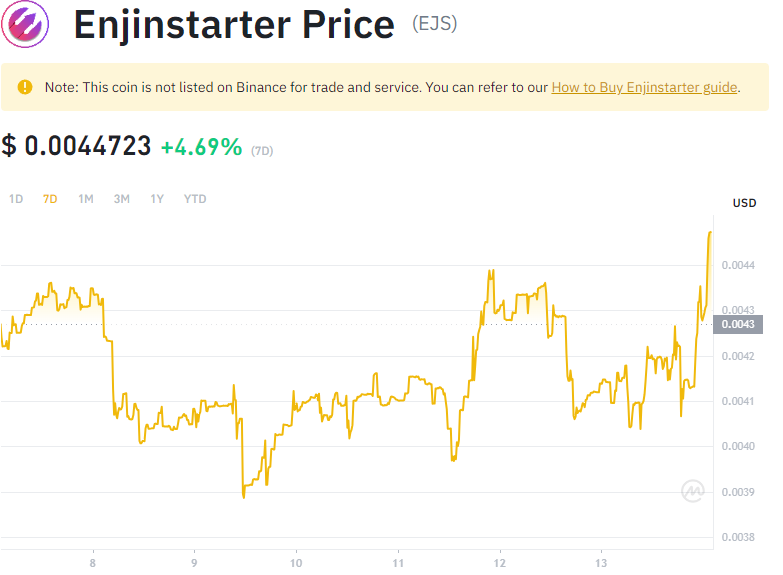 Enjinstarter Price (EJS)
Note: This coin is not listed on Binance for trade and service. You can refer to our How to Buy Enjinstarter guide.
$ 0.0044723 +4.69% (7D)
1D 7D 1M 3M 1Y YTD
USD
0.0044
0.0043
0.0043
0.0042
0.0041
0.0040
0.0039
0.0038
8 9 10 11 12 13